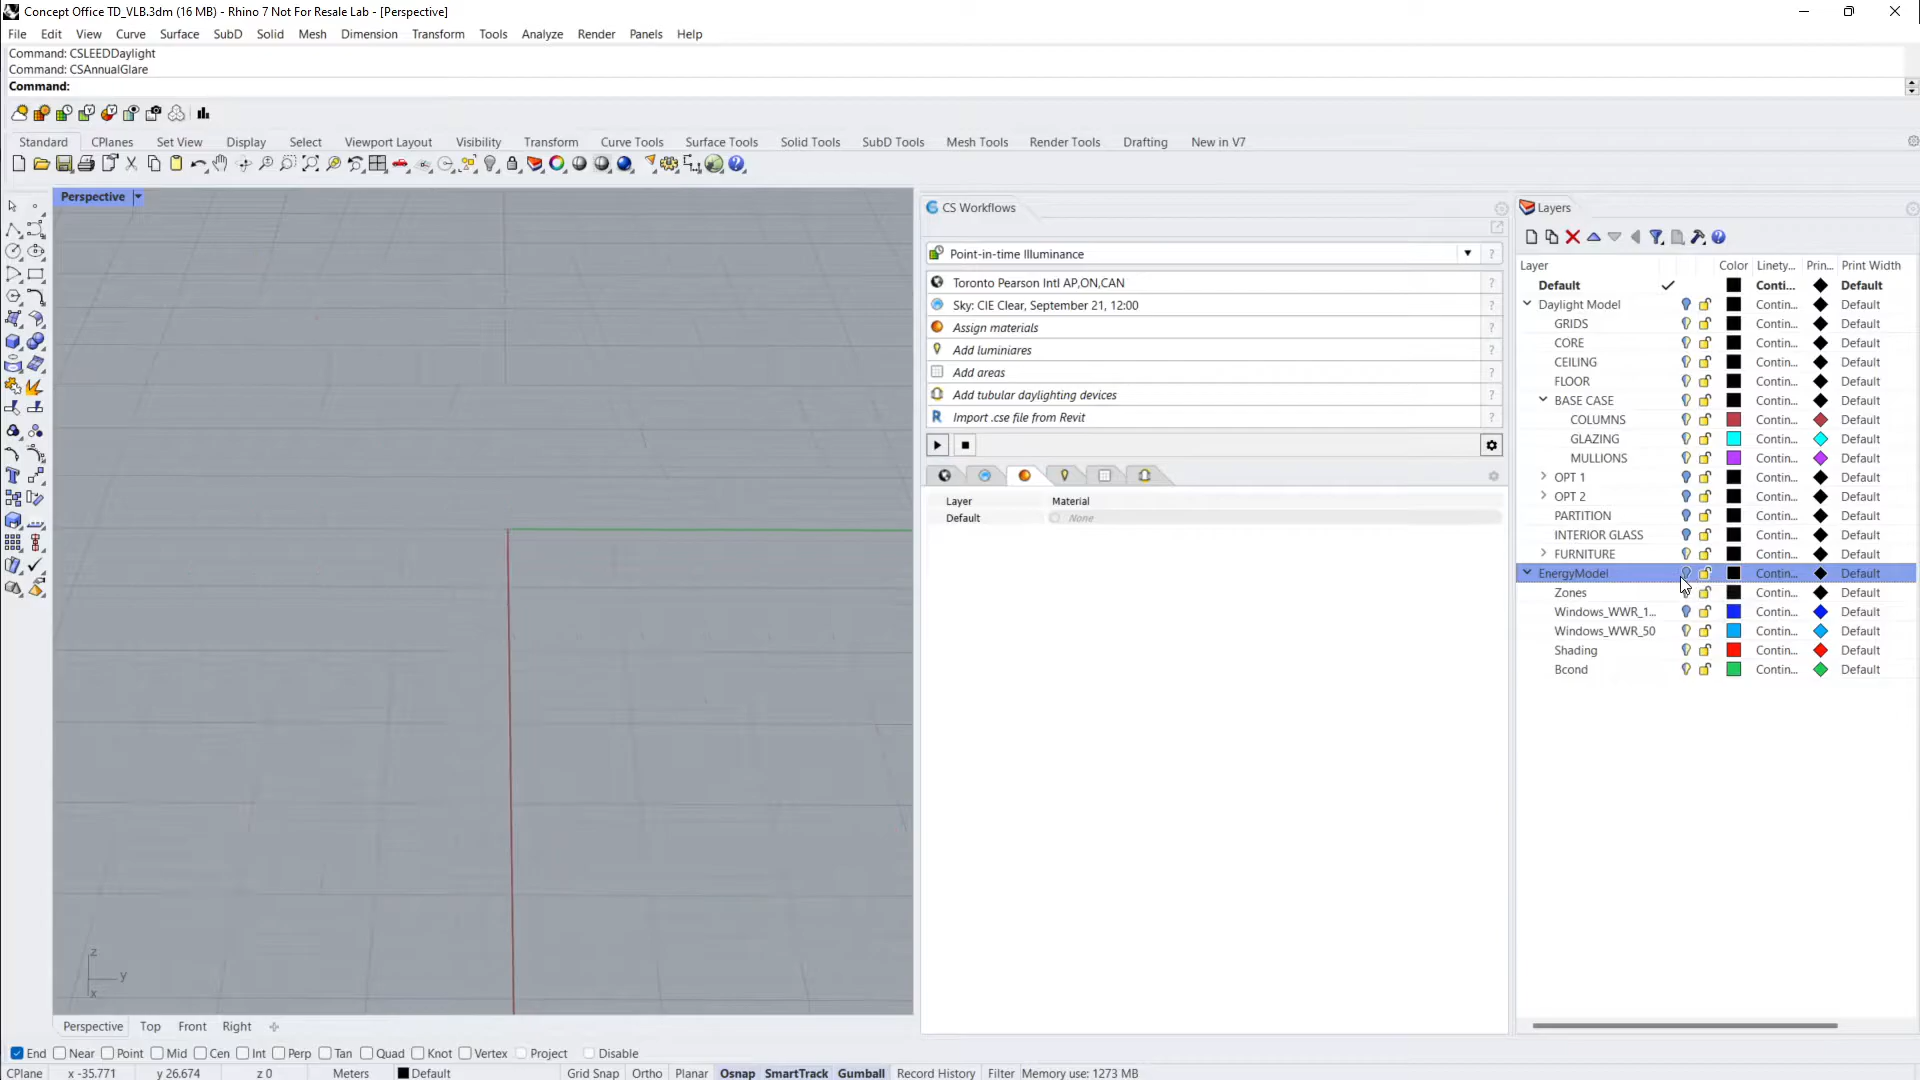 Concept Office TD_VLB.3dm (16 MB) - Rhino 7 Not For Resale Lab - [Perspective]
File Edit View Curve Surface SubD Solid Mesh Dimension Transform Tools Analyze Render Panels Help
Command: CSLEEDDaylight
Command: CSAnnualGlare
Command:
Standard CPlanes Set View Display Select Viewport Layout Visibility Transform Curve Tools Surface Tools Solid Tools SubD Tools Mesh Tools Render Tools Drafting New in V7
Perspective
z
y
x
CS Workflows
Point-in-time Illuminance ?
Toronto Pearson Intl AP,ON,CAN ?
Sky: CIE Clear, September 21, 12:00 ?
Assign materials ?
Add luminiares ?
Add areas ?
Add tubular daylighting devices ?
R Import .cse file from Revit ?
Layer Material
Default None
Layers
Layer Color Linety... Prin... Print Width
Default Conti... Default
Daylight Model Contin... Default
GRIDS Contin... Default
CORE Contin... Default
CEILING Contin... Default
FLOOR Contin... Default
BASE CASE Contin... Default
COLUMNS Contin... Default
GLAZING Contin... Default
MULLIONS Contin... Default
OPT 1 Contin... Default
OPT 2 Contin... Default
PARTITION Contin... Default
INTERIOR GLASS Contin... Default
FURNITURE Contin... Default
EnergyModel Contin... Default
Zones Contin... Default
Windows_WWR_1... Contin... Default
Windows_WWR_50 Contin... Default
Shading Contin... Default
Bcond Contin... Default
Perspective Top Front Right
End Near Point Mid Cen Int Perp Tan Quad Knot Vertex Project Disable
CPlane x -35.771 y 26.674 z 0 Meters Default Grid Snap Ortho Planar Osnap SmartTrack Gumball Record History Filter Memory use: 1273 MB